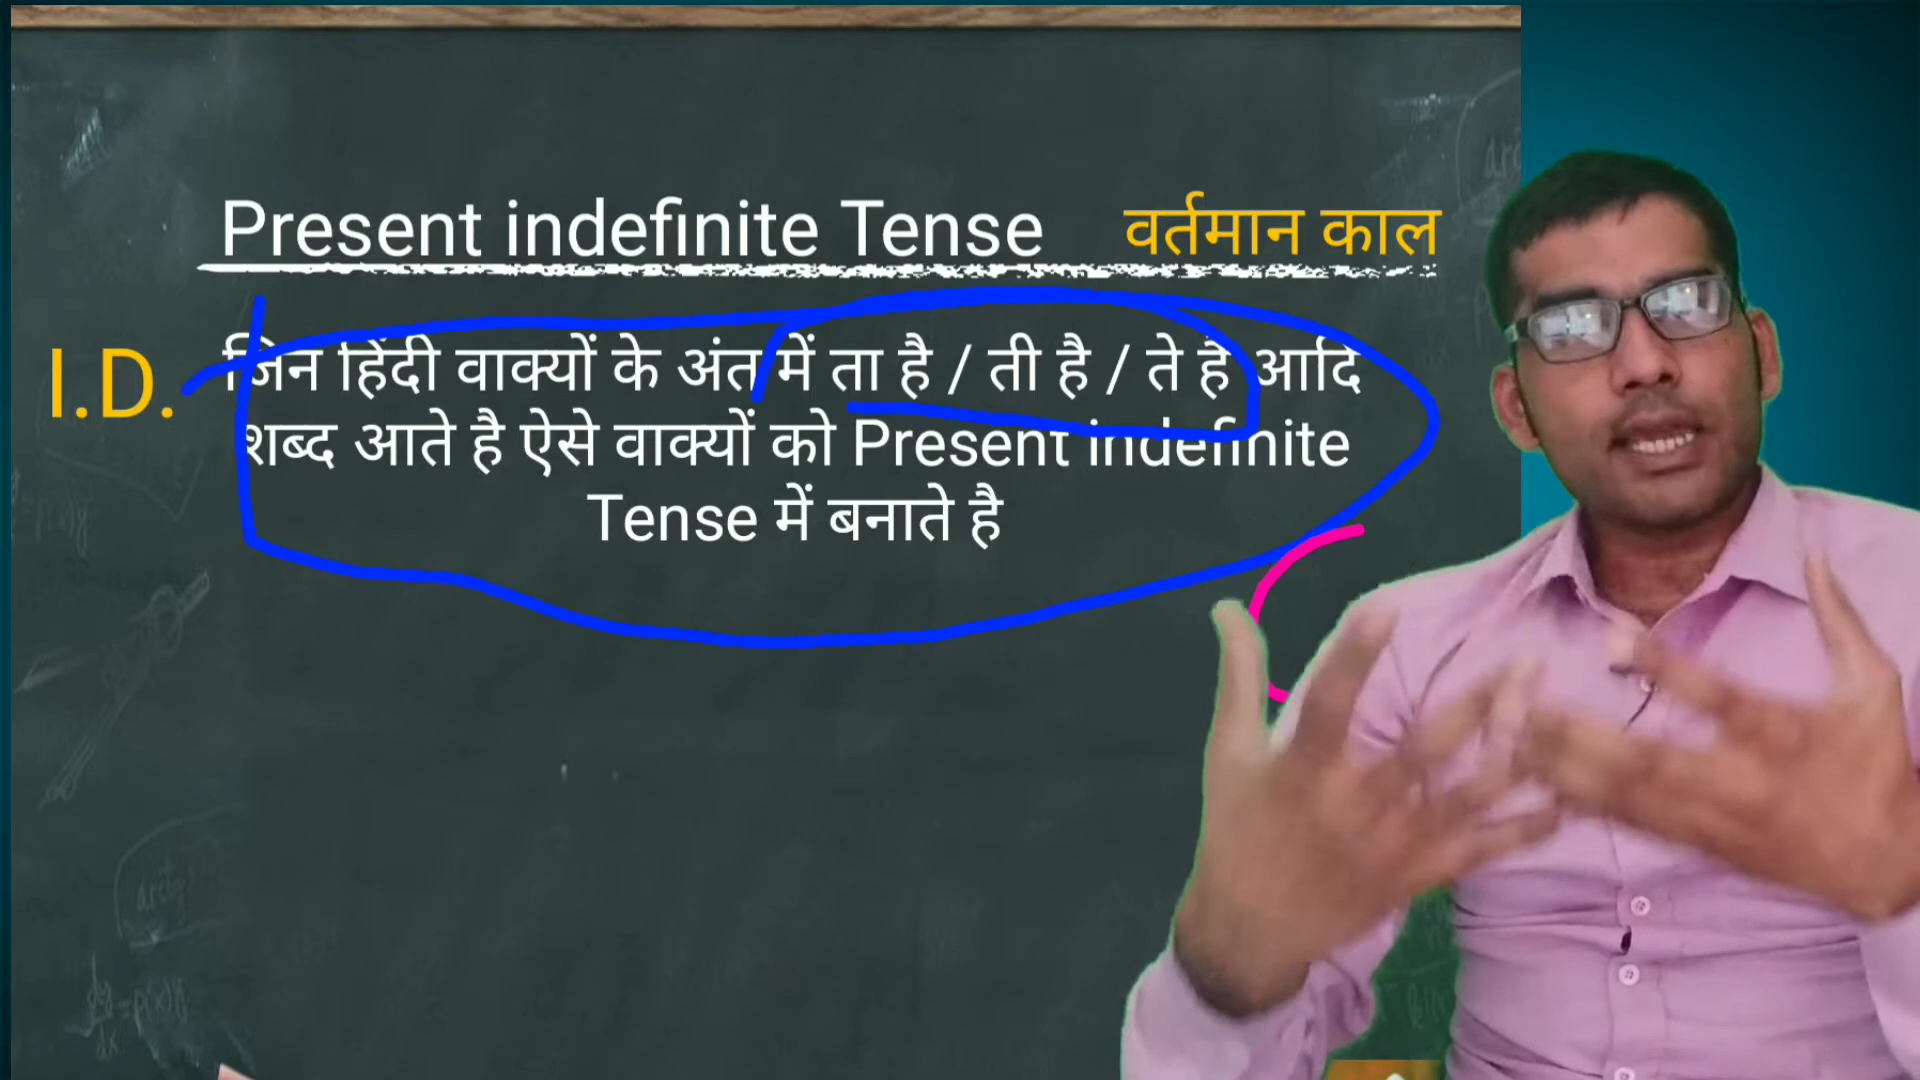 Present indefinite Tense वर्तमान काल
I.D. जिन हिंदी वाक्यों के अंत में ता है / ती है / ते है आदि
शब्द आते है ऐसे वाक्यों को Present indefinite
Tense में बनाते है